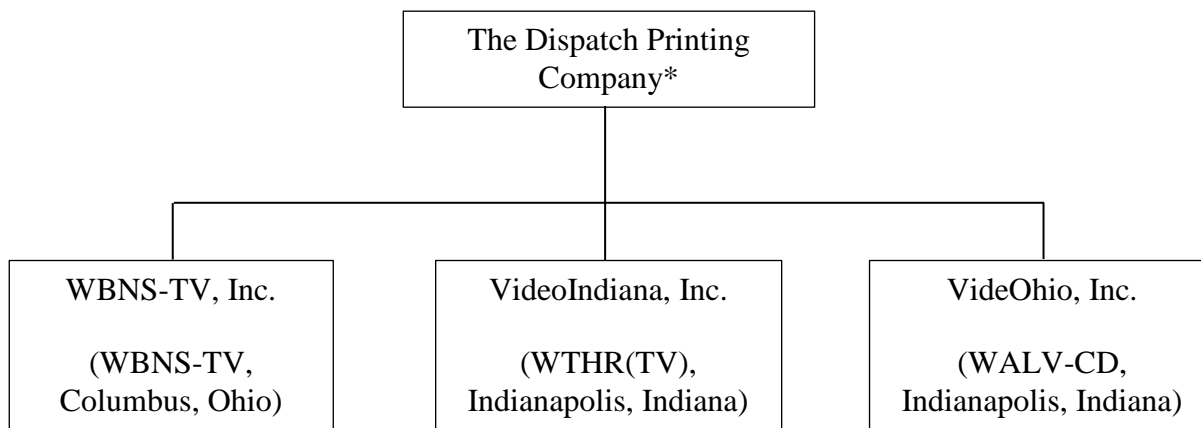 The Dispatch Printing
Company*
WBNS-TV, Inc.
(WBNS-TV,
Columbus, Ohio)
VideoIndiana, Inc.
(WTHR(TV),
Indianapolis, Indiana)
VideOhio, Inc.
(WALV-CD,
Indianapolis, Indiana)